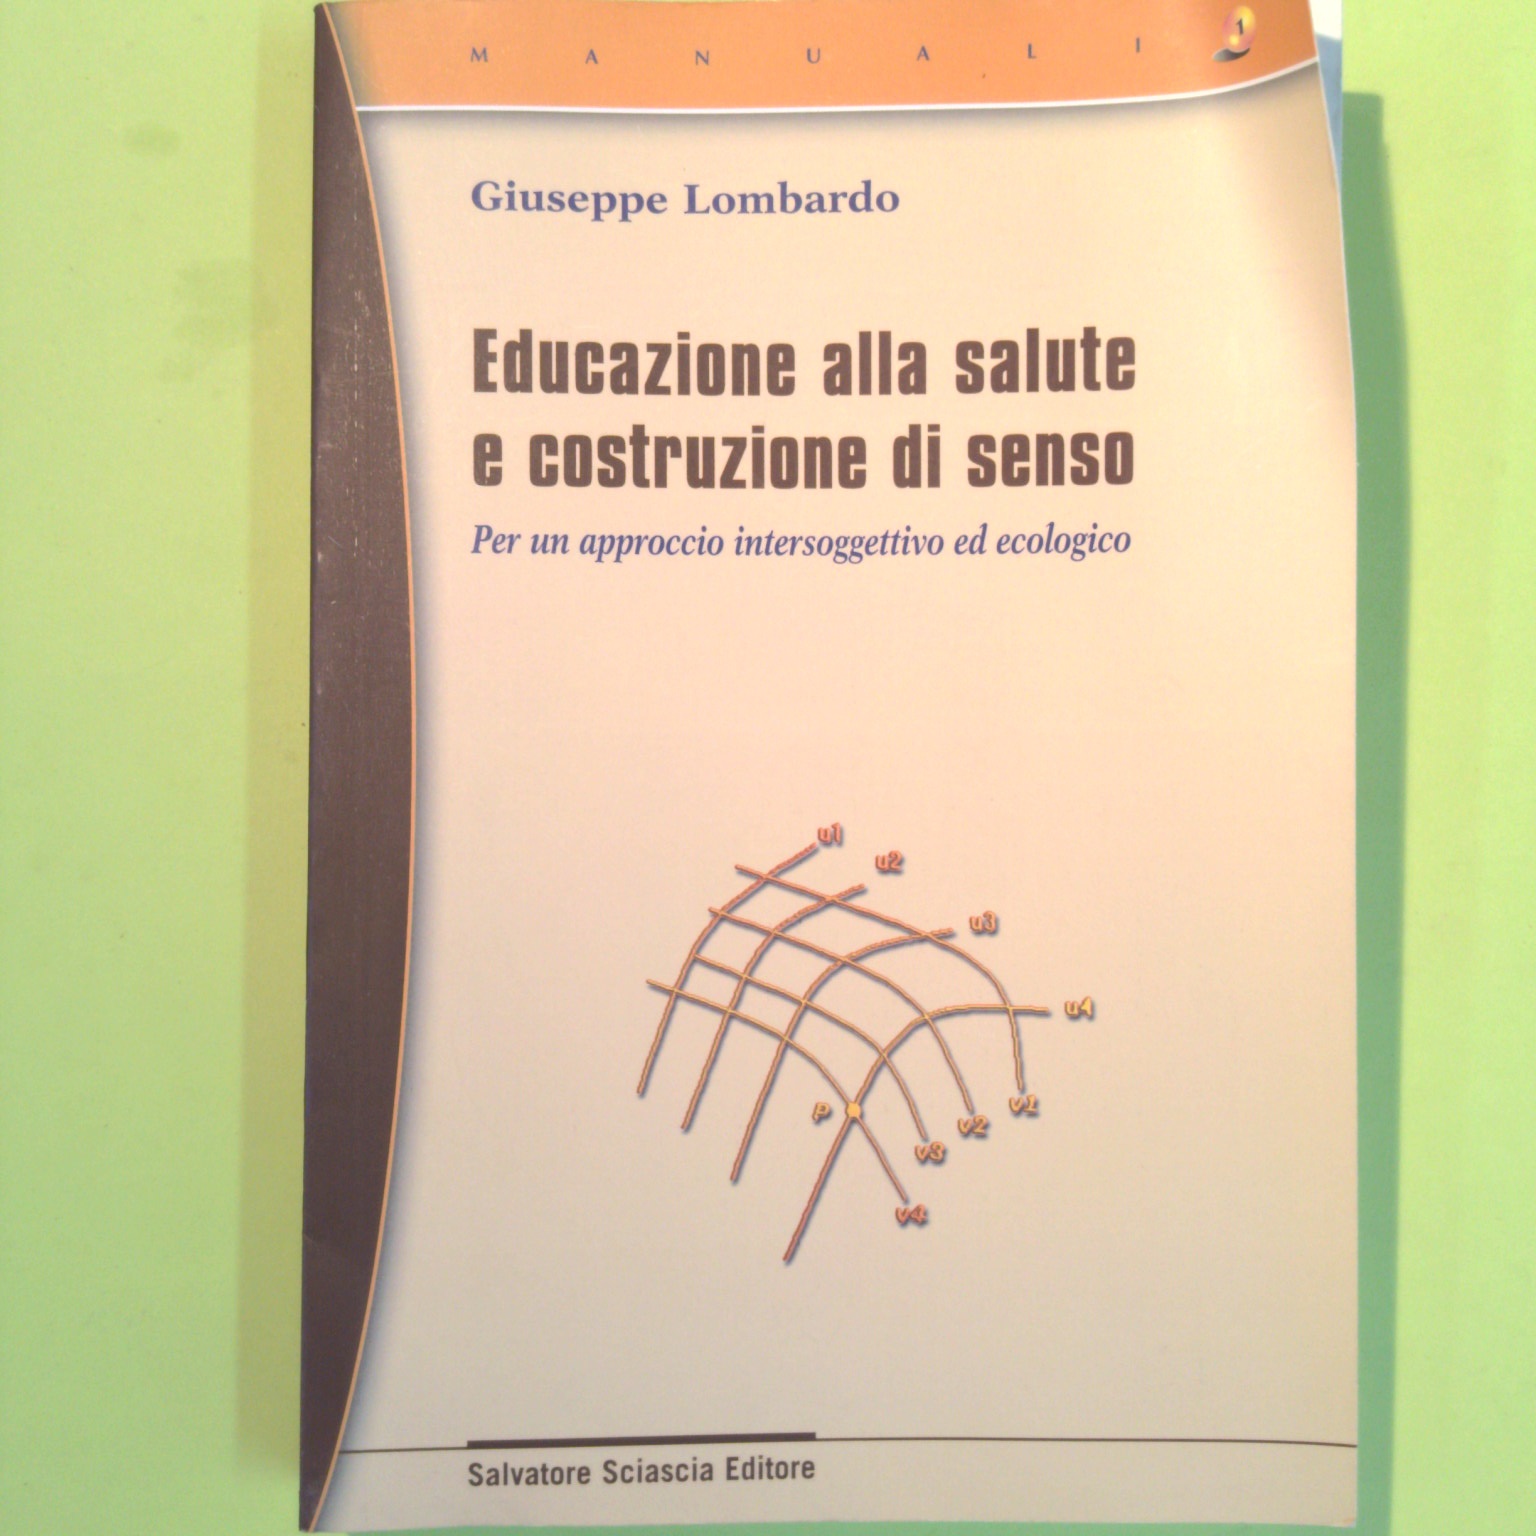 MANUALI 1
Giuseppe Lombardo
Educazione alla salute
e costruzione di senso
Per un approccio intersoggettivo ed ecologico
u1
u2
u3
u4
v1
P
v2
v3
v4
Salvatore Sciascia Editore